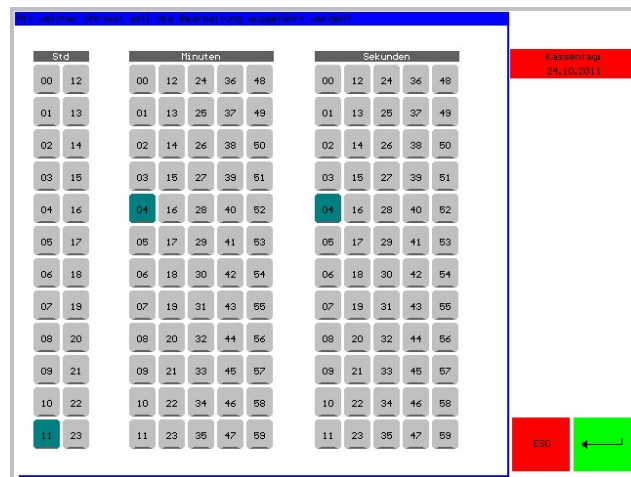 Mit welcher Uhrzeit soll die Bearbeitung ausgeführt werden?
Std Minuten Sekunden
Kassentag:
24.10.2011
00 12 00 12 24 36 48 00 12 24 36 48
01 13 01 13 25 37 49 01 13 25 37 49
02 14 02 14 26 38 50 02 14 26 38 50
03 15 03 15 27 39 51 03 15 27 39 51
04 16 04 16 28 40 52 04 16 28 40 52
05 17 05 17 29 41 53 05 17 29 41 53
06 18 06 18 30 42 54 06 18 30 42 54
07 19 07 19 31 43 55 07 19 31 43 55
08 20 08 20 32 44 56 08 20 32 44 56
09 21 09 21 33 45 57 09 21 33 45 57
10 22 10 22 34 46 58 10 22 34 46 58
11 23 11 23 35 47 59 11 23 35 47 59
ESC